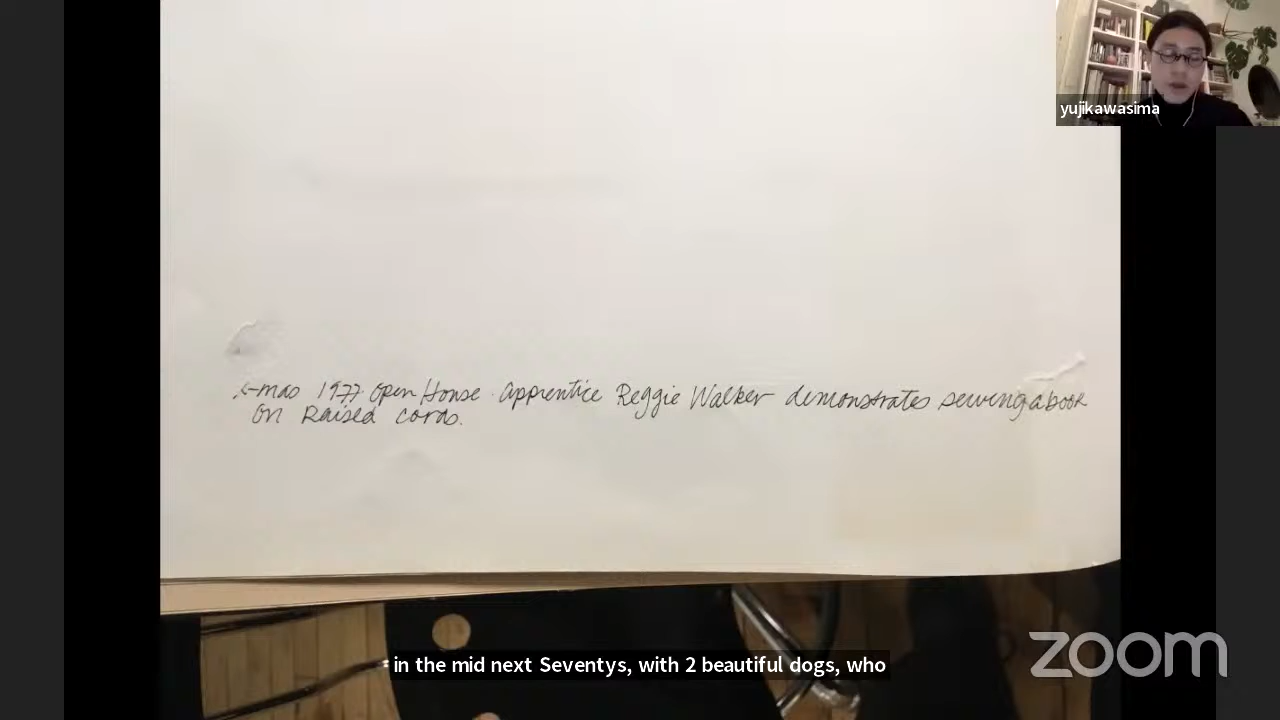 yujikawasima
X-mas 1977 Open House. Apprentice Reggie Walker demonstrates sewing a book
on Raised cords.
in the mid next Seventys, with 2 beautiful dogs, who
zoom